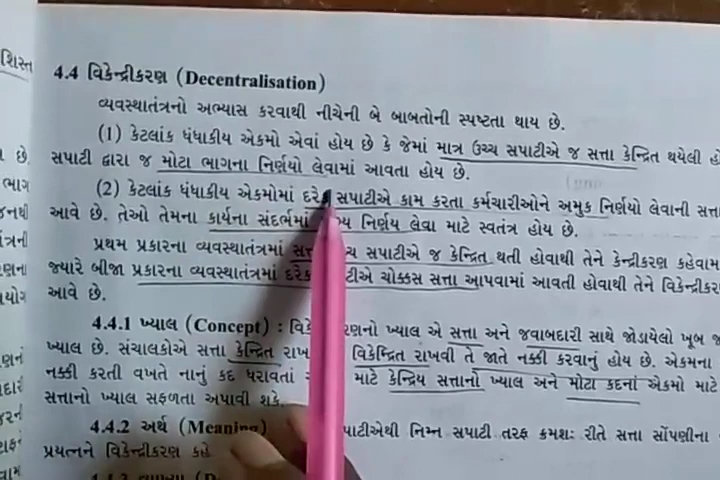 શિસ્ત
4.4 વિકેન્દ્રીકરણ (Decentralisation)
વ્યવસ્થાતંત્રનો અભ્યાસ કરવાથી નીચેની બે બાબતોની સ્પષ્ટતા થાય છે.
(1) કેટલાંક ધંધાકીય એકમો એવાં હોય છે કે જેમાં માત્ર ઉચ્ચ સપાટીએ જ સત્તા કેન્દ્રિત થયેલી
સપાટી દ્વારા જ મોટા ભાગના નિર્ણયો લેવામાં આવતા હોય છે.
(2) કેટલાંક ધંધાકીય એકમોમાં દરેક સપાટીએ કામ કરતા કર્મચારીઓને અમુક નિર્ણયો લેવાની સત્તા
આવે છે. તેઓ તેમના કાર્યના સંદર્ભમાં નિર્ણય લેવા માટે સ્વતંત્ર હોય છે.
પ્રથમ પ્રકારના વ્યવસ્થાતંત્રમાં સપાટીએ જ કેન્દ્રિત થતી હોવાથી તેને કેન્દ્રીકરણ કહેવામ
જ્યારે બીજા પ્રકારના વ્યવસ્થાતંત્રમાં દરેક ચોક્કસ સત્તા આપવામાં આવતી હોવાથી તેને વિકેન્દ્રીકર
આવે છે.
4.4.1 ખ્યાલ (Concept) : રણનો ખ્યાલ એ સત્તા અને જવાબદારી સાથે જોડાયેલો ખૂબ
ખ્યાલ છે. સંચાલકોએ સત્તા કેન્દ્રિત વિકેન્દ્રિત રાખવી તે જાતે નક્કી કરવાનું હોય છે. એકમના
નક્કી કરતી વખતે નાનું કદ ધરાવતાં માટે કેન્દ્રિય સત્તાનો ખ્યાલ અને મોટા કદનાં એકમો માટે
સત્તાનો ખ્યાલ સફળતા અપાવી શકે.
4.4.2 અર્થ (Meaning) પાટીએથી નિમ્ન સપાટી તરફ ક્રમશઃ રીતે સત્તા સોંપણીના
પ્રયત્નને વિકેન્દ્રીકરણ કહે